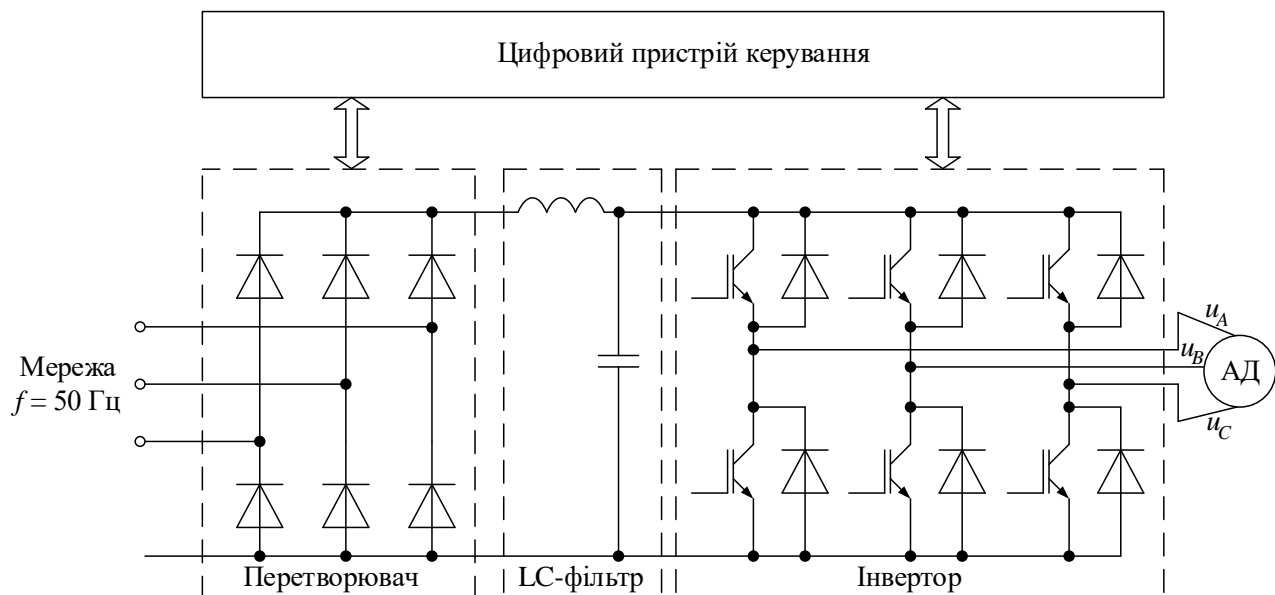 Цифровий пристрій керування
Мережа
f = 50 Гц
u_A
u_B
АД
u_C
Перетворювач
LC-фільтр
Інвертор